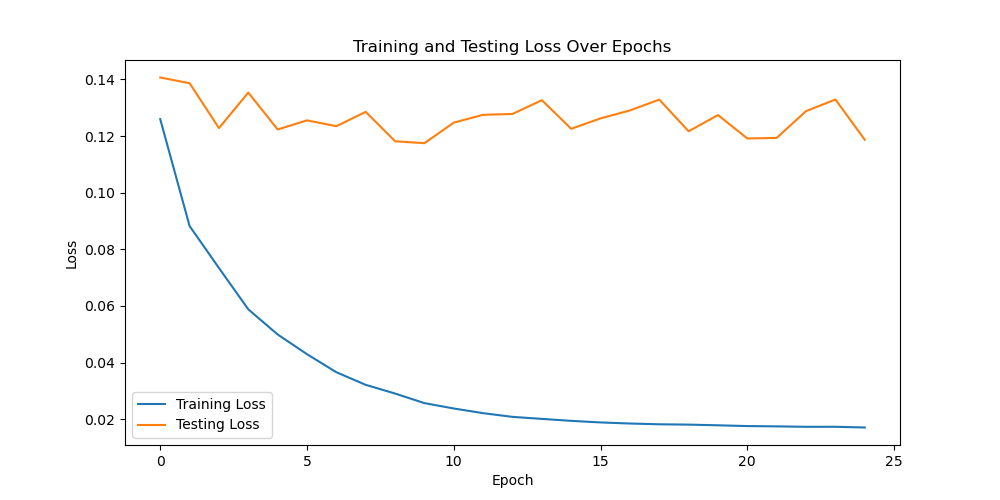 Training and Testing Loss Over Epochs
0.14
0.12
0.10
0.08
0.06
0.04
0.02
Loss
Training Loss
Testing Loss
0 5 10 15 20 25
Epoch